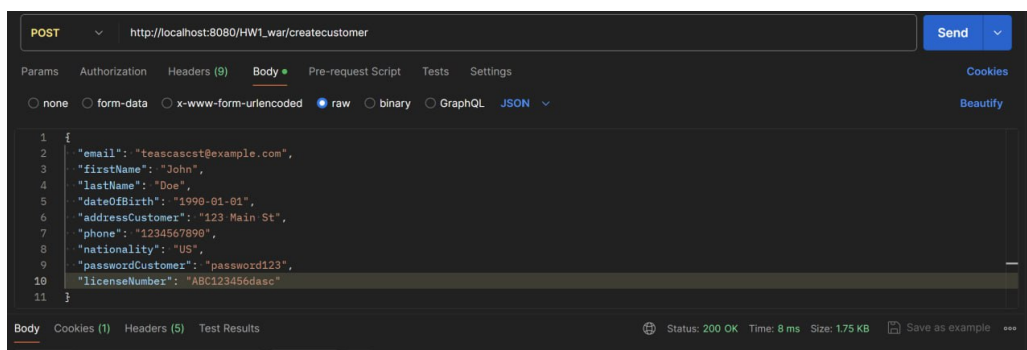 POST http://localhost:8080/HW1_war/createcustomer Send
Params Authorization Headers (9) Body Pre-request Script Tests Settings Cookies
none form-data x-www-form-urlencoded raw binary GraphQL JSON Beautify
1 {
2 "email": "teascascst@example.com",
3 "firstName": "John",
4 "lastName": "Doe",
5 "dateOfBirth": "1990-01-01",
6 "addressCustomer": "123 Main St",
7 "phone": "1234567890",
8 "nationality": "US",
9 "passwordCustomer": "password123",
10 "licenseNumber": "ABC123456dasc"
11 }
Body Cookies (1) Headers (5) Test Results Status: 200 OK Time: 8 ms Size: 1.75 KB Save as example